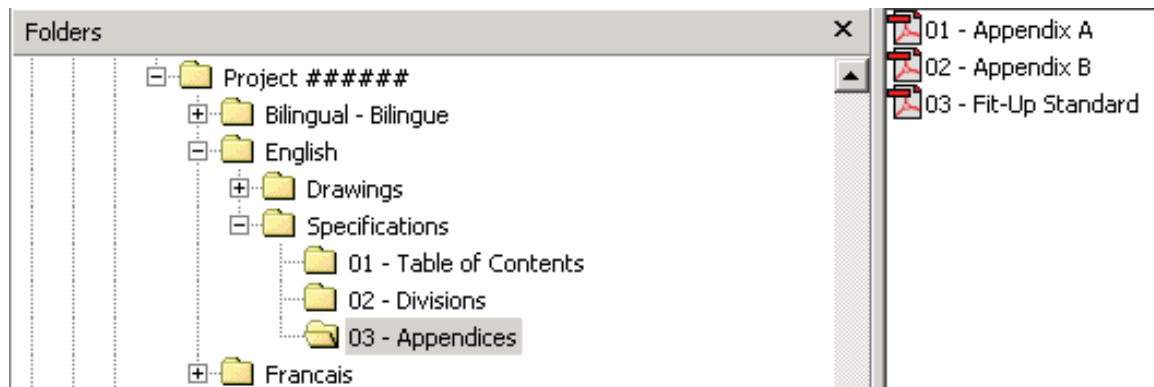 Folders
Project ######
Bilingual - Bilingue
English
Drawings
Specifications
01 - Table of Contents
02 - Divisions
03 - Appendices
Francais
01 - Appendix A
02 - Appendix B
03 - Fit-Up Standard